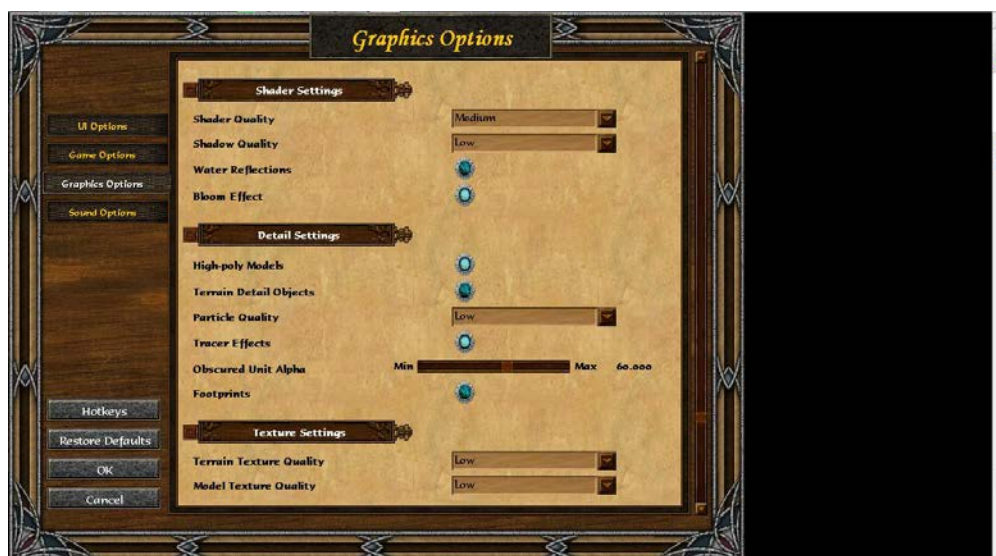 Graphics Options
Shader Settings
Shader Quality Medium
Shadow Quality Low
Water Reflections
Bloom Effect
Detail Settings
High-poly Models
Terrain Detail Objects
Particle Quality Low
Tracer Effects
Obscured Unit Alpha Min Max 60.000
Footprints
Texture Settings
Terrain Texture Quality Low
Model Texture Quality Low
UI Options
Game Options
Graphics Options
Sound Options
Hotkeys
Restore Defaults
OK
Cancel